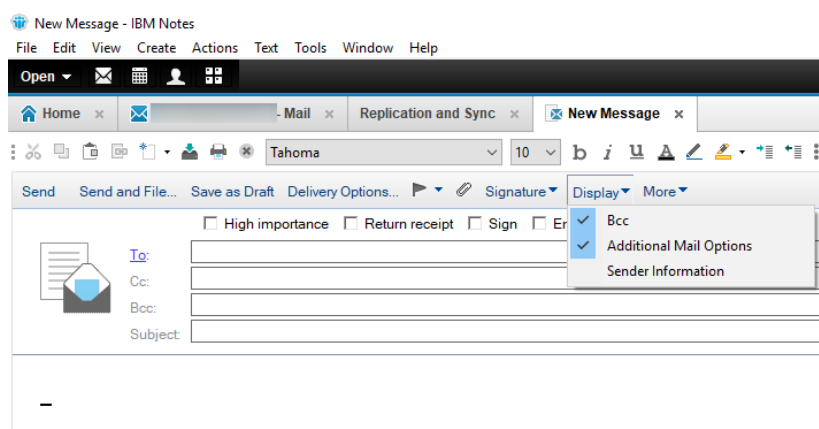 New Message - IBM Notes
File Edit View Create Actions Text Tools Window Help
Open
Home - Mail Replication and Sync New Message
Tahoma 10 b i u A
Send Send and File... Save as Draft Delivery Options... Signature Display More
High importance Return receipt Sign
Bcc
Additional Mail Options
Sender Information
To:
Cc:
Bcc:
Subject: